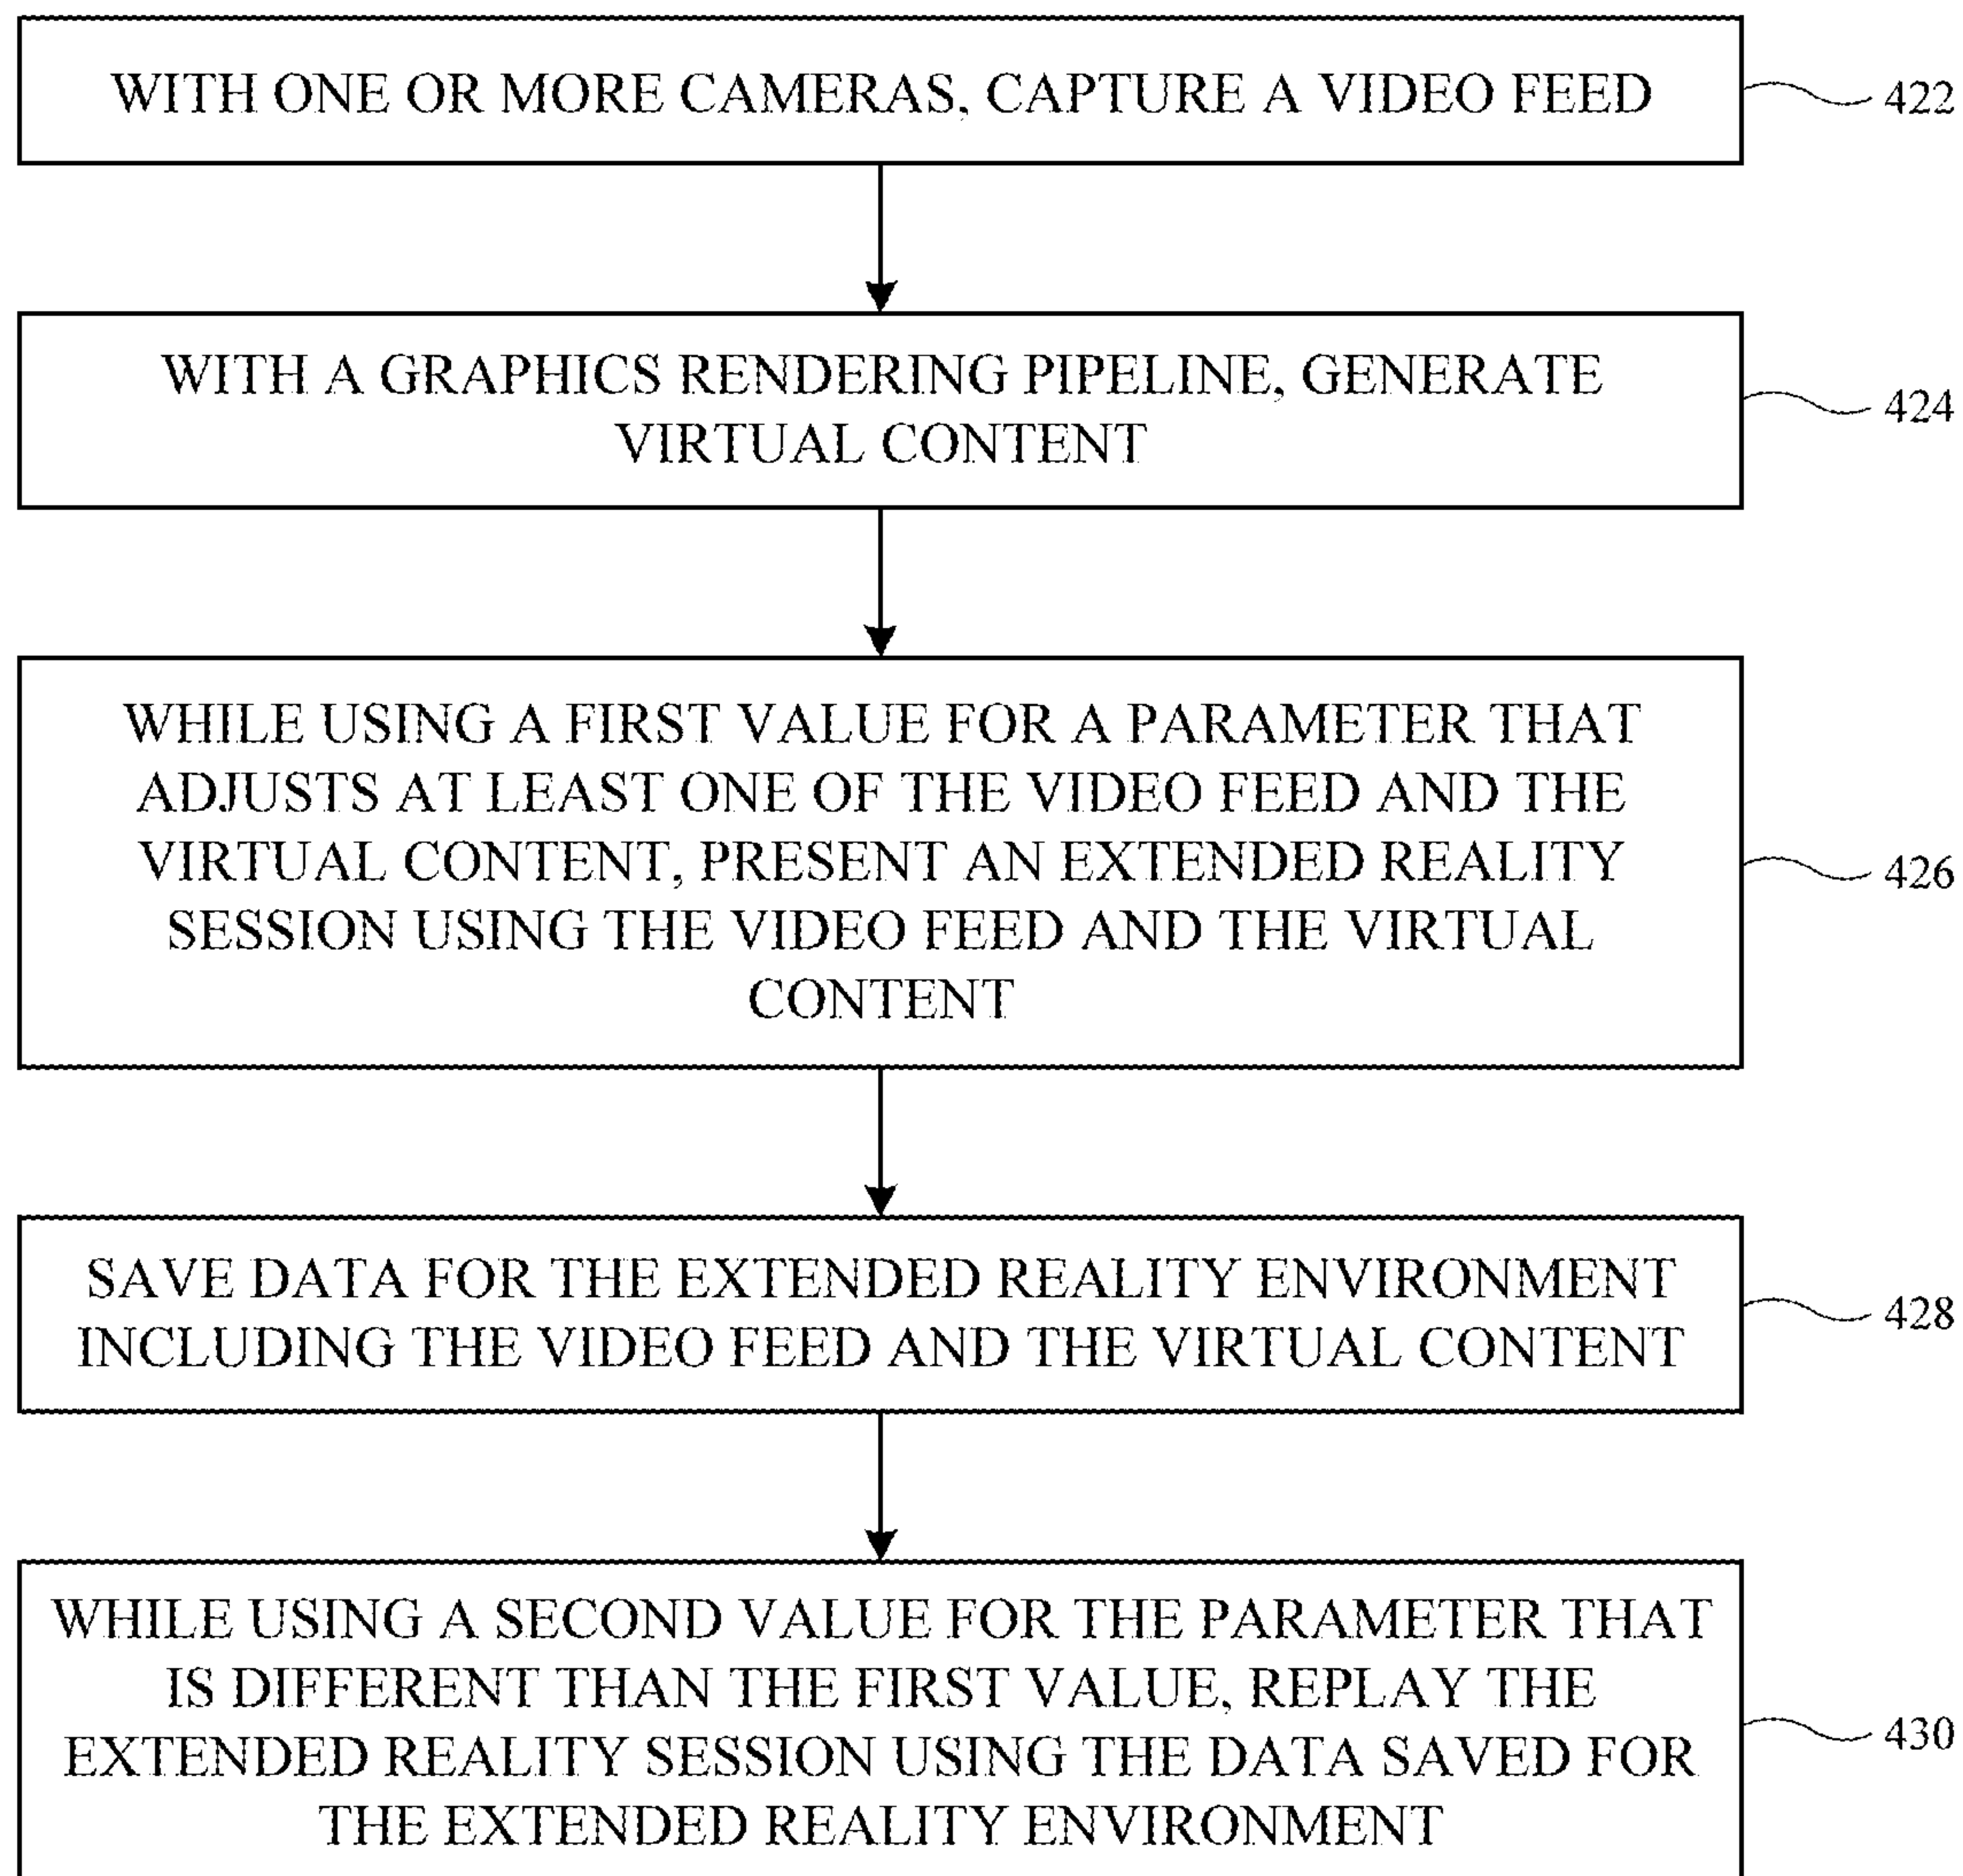 WITH ONE OR MORE CAMERAS, CAPTURE A VIDEO FEED
422
WITH A GRAPHICS RENDERING PIPELINE, GENERATE
VIRTUAL CONTENT
424
WHILE USING A FIRST VALUE FOR A PARAMETER THAT
ADJUSTS AT LEAST ONE OF THE VIDEO FEED AND THE
VIRTUAL CONTENT, PRESENT AN EXTENDED REALITY
SESSION USING THE VIDEO FEED AND THE VIRTUAL
CONTENT
426
SAVE DATA FOR THE EXTENDED REALITY ENVIRONMENT
INCLUDING THE VIDEO FEED AND THE VIRTUAL CONTENT
428
WHILE USING A SECOND VALUE FOR THE PARAMETER THAT
IS DIFFERENT THAN THE FIRST VALUE, REPLAY THE
EXTENDED REALITY SESSION USING THE DATA SAVED FOR
THE EXTENDED REALITY ENVIRONMENT
430